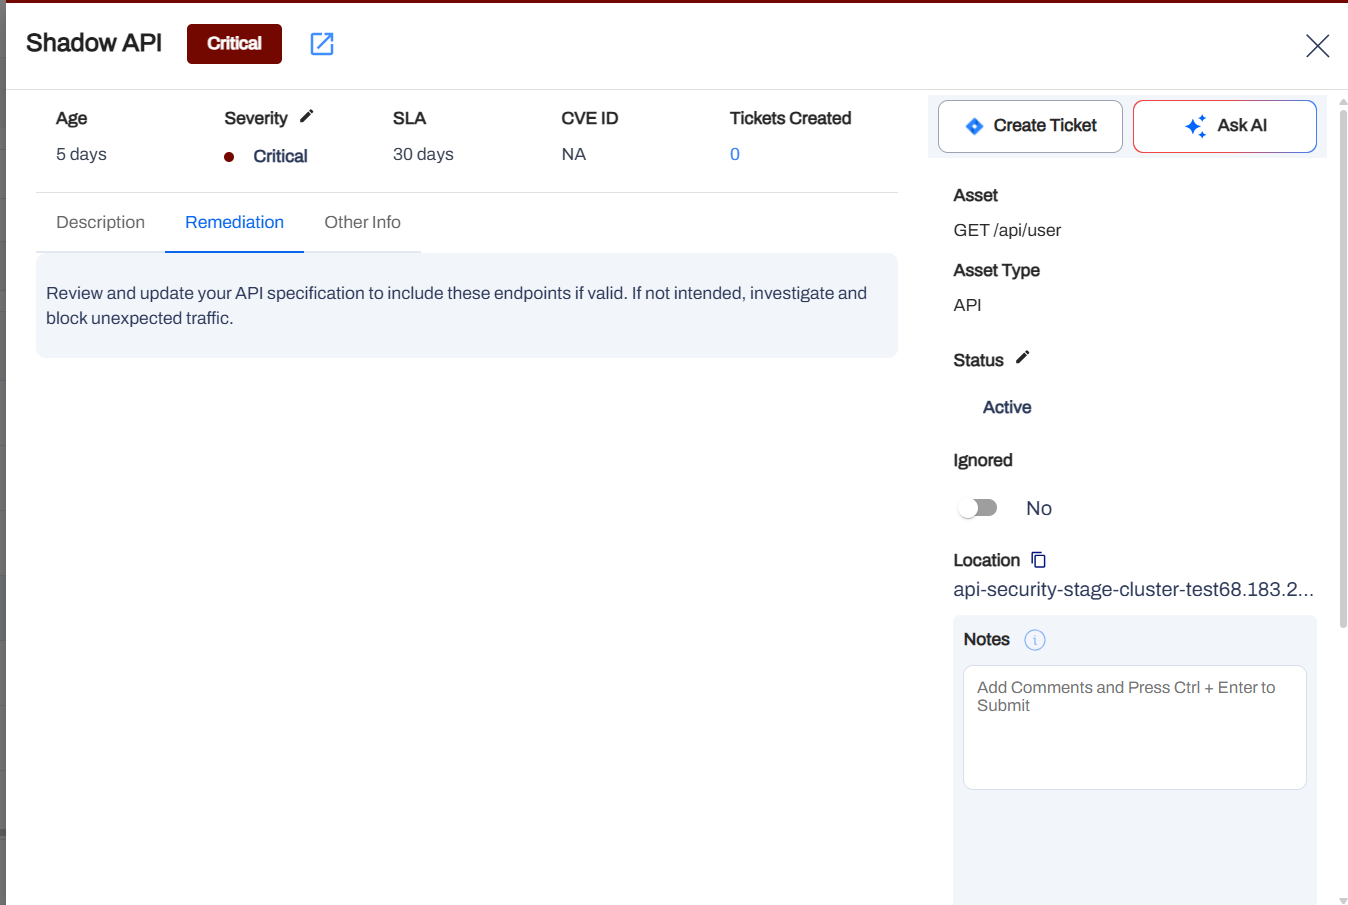 Shadow API
Critical
Age
Severity
SLA
CVE ID
Tickets Created
5 days
Critical
30 days
NA
0
Create Ticket
Ask AI
Description
Remediation
Other Info
Review and update your API specification to include these endpoints if valid. If not intended, investigate and
block unexpected traffic.
Asset
GET /api/user
Asset Type
API
Status
Active
Ignored
No
Location
api-security-stage-cluster-test68.183.2...
Notes
Add Comments and Press Ctrl + Enter to
Submit